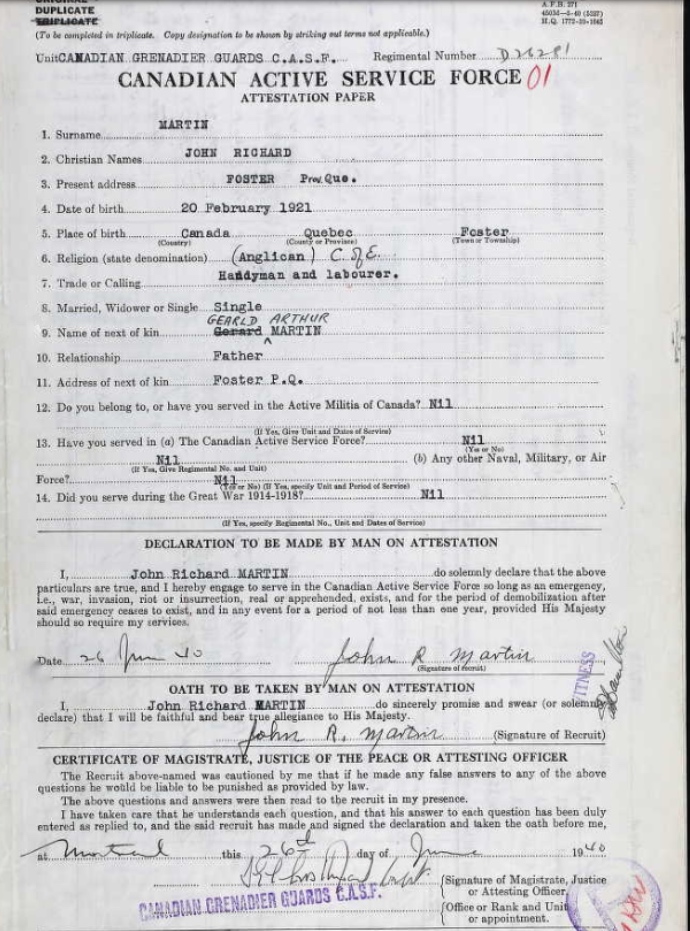 ORIGINAL
DUPLICATE
TRIPLICATE
A.F.B. 271
(To be completed in triplicate. Copy designation to be shown by striking out terms not applicable.)
Unit CANADIAN GRENADIER GUARDS C.A.S.F. Regimental Number D26281
CANADIAN ACTIVE SERVICE FORCE 01
ATTESTATION PAPER
1. Surname MARTIN
2. Christian Names JOHN RICHARD
3. Present address FOSTER Prov. Que.
4. Date of birth 20 February 1921
5. Place of birth Canada Quebec Foster
(Country) (County or Province) (Town or Township)
6. Religion (state denomination) (Anglican) C. of E.
7. Trade or Calling Handyman and labourer.
8. Married, Widower or Single Single
GEARLD ARTHUR
9. Name of next of kin Gerard MARTIN
10. Relationship Father
11. Address of next of kin Foster P.Q.
12. Do you belong to, or have you served in the Active Militia of Canada? Nil
(If Yes, Give Unit and Dates of Service)
13. Have you served in (a) The Canadian Active Service Force? Nil
(Yes or No)
Nil (b) Any other Naval, Military, or Air
(If Yes, Give Regimental No. and Unit)
Force? Nil
(Yes or No) (If Yes, specify Unit and Period of Service)
14. Did you serve during the Great War 1914-1918? Nil
(If Yes, specify Regimental No., Unit and Dates of Service)
DECLARATION TO BE MADE BY MAN ON ATTESTATION
I, John Richard MARTIN do solemnly declare that the above
particulars are true, and I hereby engage to serve in the Canadian Active Service Force so long as an emergency,
i.e., war, invasion, riot or insurrection, real or apprehended, exists, and for the period of demobilization after
said emergency ceases to exist, and in any event for a period of not less than one year, provided His Majesty
should so require my services.
Date 26 June 40 John R Martin
(Signature of recruit)
WITNESS
OATH TO BE TAKEN BY MAN ON ATTESTATION
I, John Richard MARTIN do sincerely promise and swear (or solemnly
declare) that I will be faithful and bear true allegiance to His Majesty.
John R. Martin (Signature of Recruit)
CERTIFICATE OF MAGISTRATE, JUSTICE OF THE PEACE OR ATTESTING OFFICER
The Recruit above-named was cautioned by me that if he made any false answers to any of the above
questions he would be liable to be punished as provided by law.
The above questions and answers were then read to the recruit in my presence.
I have taken care that he understands each question, and that his answer to each question has been duly
entered as replied to, and the said recruit has made and signed the declaration and taken the oath before me,
at Montreal this 26th day of June 1940
(Signature of Magistrate, Justice
or Attesting Officer,
CANADIAN GRENADIER GUARDS C.A.S.F.
(Office or Rank and Unit
or appointment.